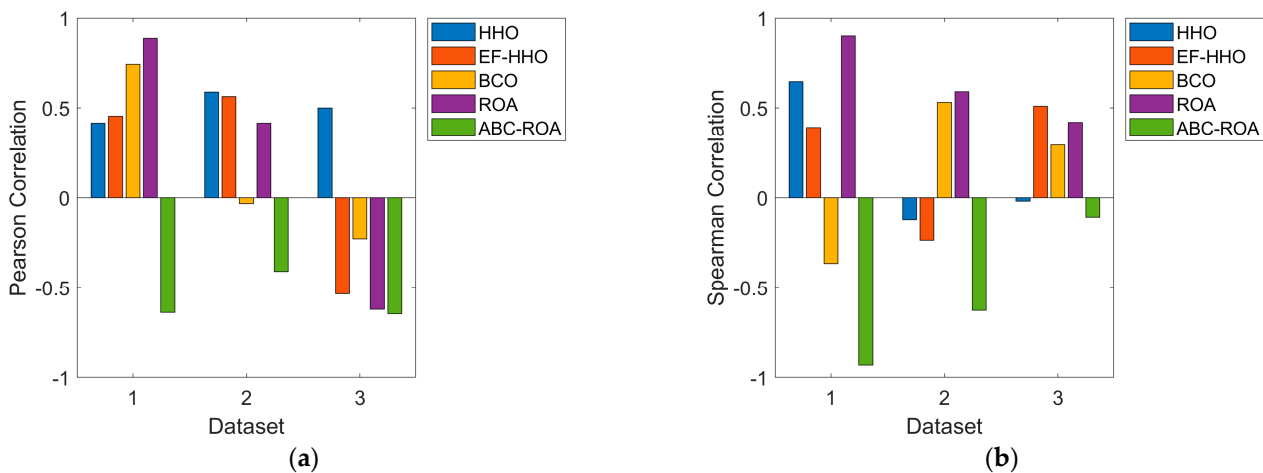 1
0.5
0
-0.5
-1
Pearson Correlation
1
2
3
Dataset
HHO
EF-HHO
BCO
ROA
ABC-ROA
(a)
1
0.5
0
-0.5
-1
Spearman Correlation
1
2
3
Dataset
HHO
EF-HHO
BCO
ROA
ABC-ROA
(b)